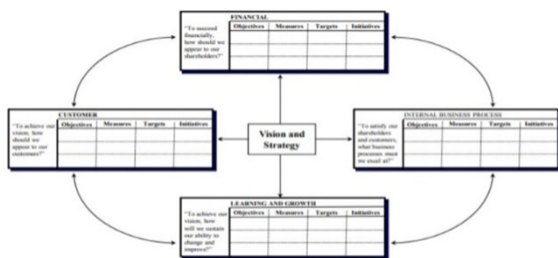 FINANCIAL
"To succeed
financially,
how should we
appear to our
shareholders?"
Objectives Measures Targets Initiatives
CUSTOMER
"To achieve our
vision, how
should we
appear to our
customers?"
Objectives Measures Targets Initiatives
Vision and
Strategy
INTERNAL BUSINESS PROCESS
"To satisfy our
shareholders
and customers,
what business
processes must
we excel at?"
Objectives Measures Targets Initiatives
LEARNING AND GROWTH
"To achieve our
vision, how
will we sustain
our ability to
change and
improve?"
Objectives Measures Targets Initiatives